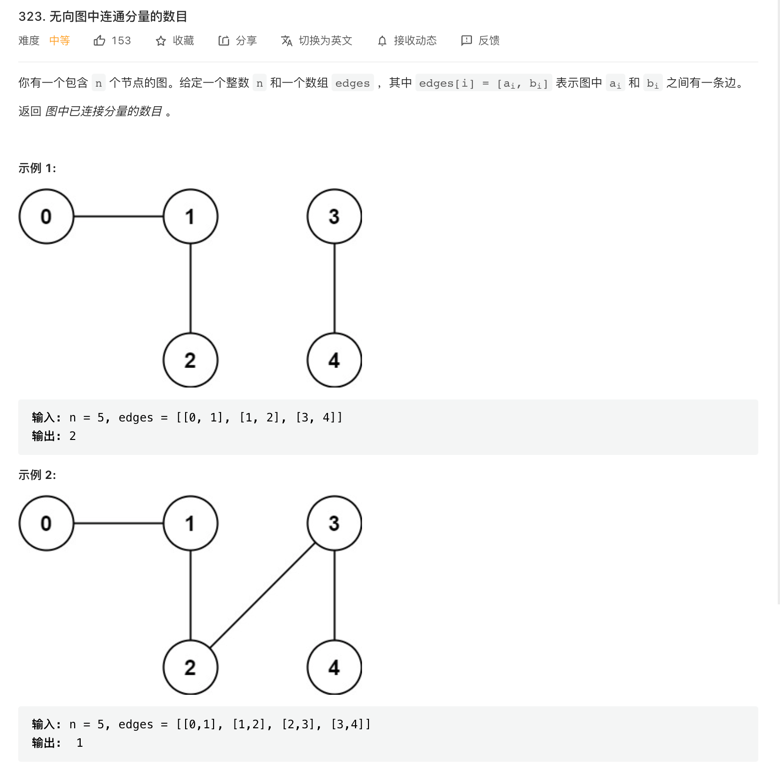 323. 无向图中连通分量的数目
难度 中等 153 收藏 分享 切换为英文 接收动态 反馈
你有一个包含 n 个节点的图。给定一个整数 n 和一个数组 edges ，其中 edges[i] = [ai, bi] 表示图中 ai 和 bi 之间有一条边。
返回 图中已连接分量的数目 。
示例 1:
0 1 3
2 4
输入: n = 5, edges = [[0, 1], [1, 2], [3, 4]]
输出: 2
示例 2:
0 1 3
2 4
输入: n = 5, edges = [[0,1], [1,2], [2,3], [3,4]]
输出:  1